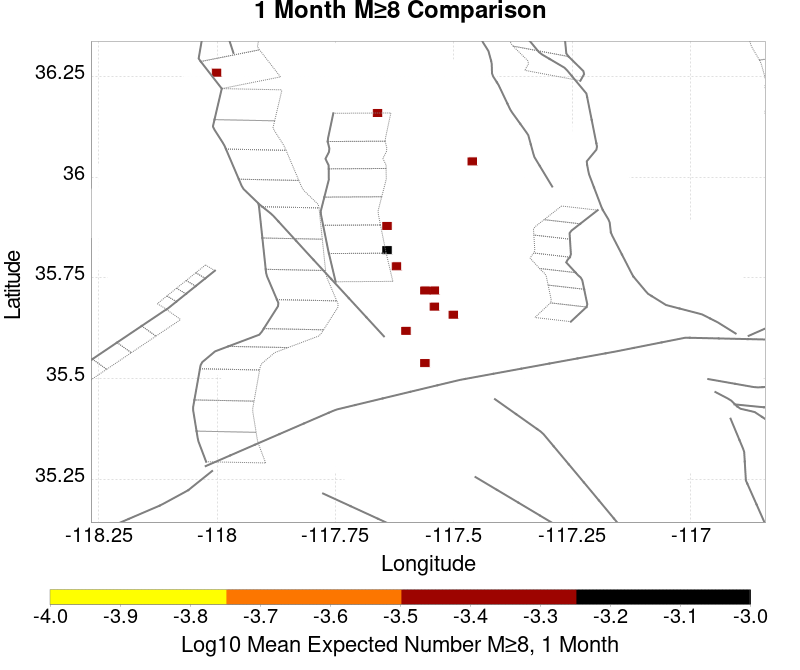 1 Month M≥8 Comparison
36.25
36
35.75
35.5
35.25
Latitude
-118.25 -118 -117.75 -117.5 -117.25 -117
Longitude
-4.0 -3.9 -3.8 -3.7 -3.6 -3.5 -3.4 -3.3 -3.2 -3.1 -3.0
Log10 Mean Expected Number M≥8, 1 Month